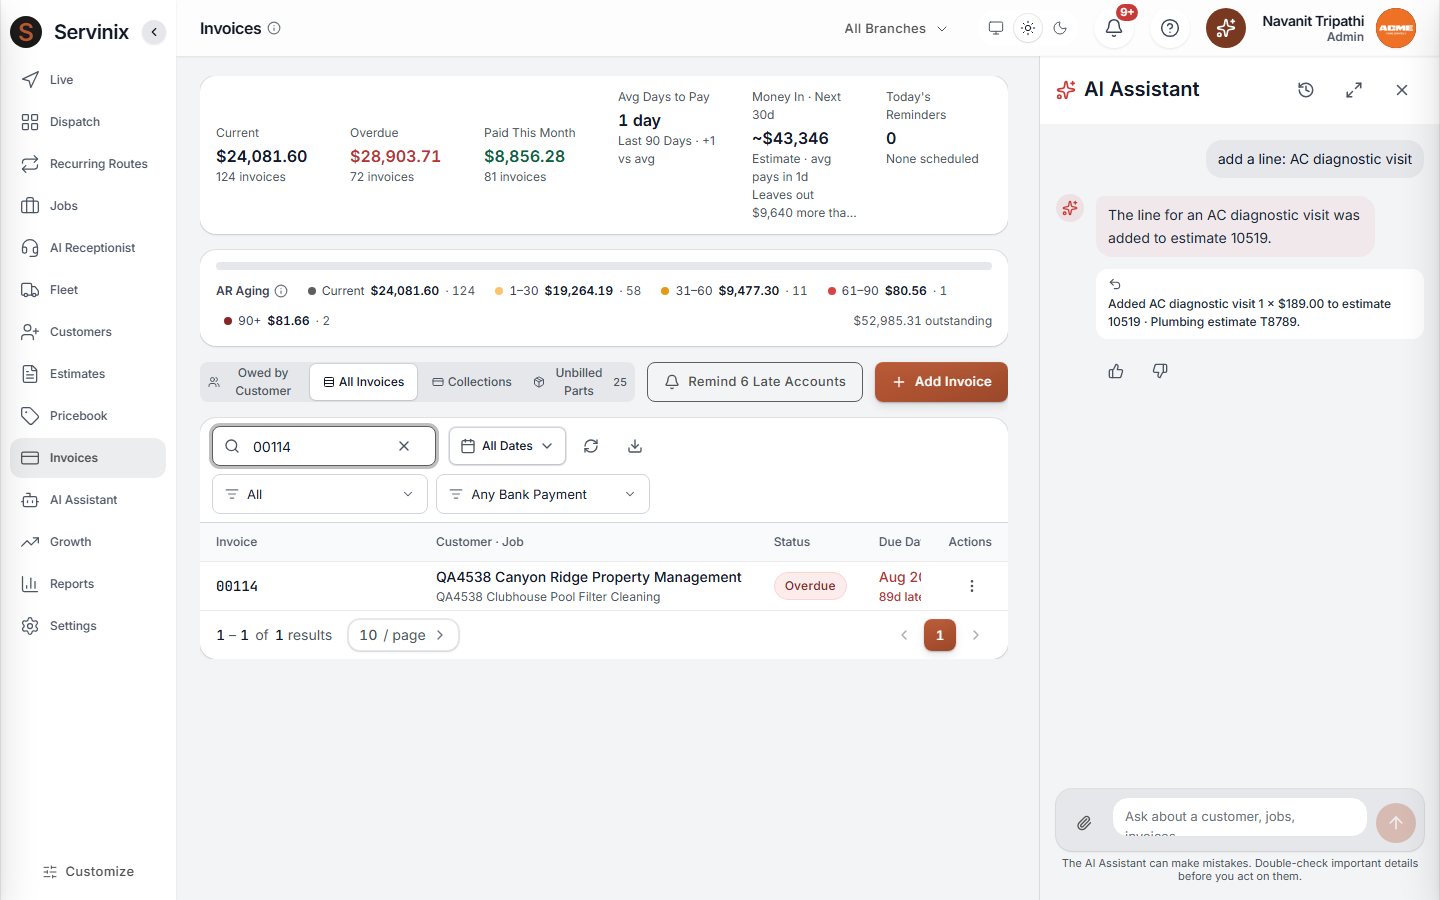 Servinix
Live
Dispatch
Recurring Routes
Jobs
AI Receptionist
Fleet
Customers
Estimates
Pricebook
Invoices
AI Assistant
Growth
Reports
Settings
Customize
Invoices
All Branches
9+
Navanit Tripathi
Admin
ACME
Current
$24,081.60
124 invoices
Overdue
$28,903.71
72 invoices
Paid This Month
$8,856.28
81 invoices
Avg Days to Pay
1 day
Last 90 Days · +1
vs avg
Money In · Next
30d
~$43,346
Estimate · avg
pays in 1d
Leaves out
$9,640 more tha...
Today's
Reminders
0
None scheduled
AR Aging
Current $24,081.60 · 124
1–30 $19,264.19 · 58
31–60 $9,477.30 · 11
61–90 $80.56 · 1
90+ $81.66 · 2
$52,985.31 outstanding
Owed by
Customer
All Invoices
Collections
Unbilled
Parts
25
Remind 6 Late Accounts
Add Invoice
00114
All Dates
All
Any Bank Payment
Invoice
Customer · Job
Status
Due Da
Actions
00114
QA4538 Canyon Ridge Property Management
QA4538 Clubhouse Pool Filter Cleaning
Overdue
Aug 20
89d late
1 – 1 of 1 results
10 / page
1
AI Assistant
add a line: AC diagnostic visit
The line for an AC diagnostic visit was
added to estimate 10519.
Added AC diagnostic visit 1 × $189.00 to estimate
10519 · Plumbing estimate T8789.
Ask about a customer, jobs,
invoices
The AI Assistant can make mistakes. Double-check important details
before you act on them.